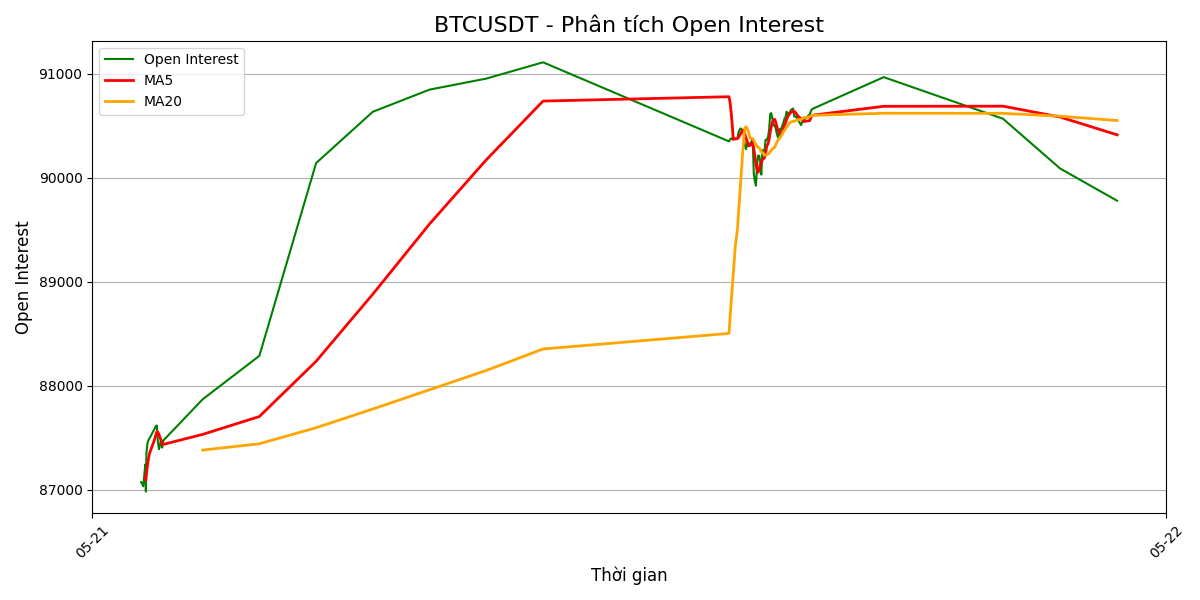 BTCUSDT - Phân tích Open Interest
Open Interest
MA5
MA20
91000
90000
89000
88000
87000
Open Interest
05-21
05-22
Thời gian